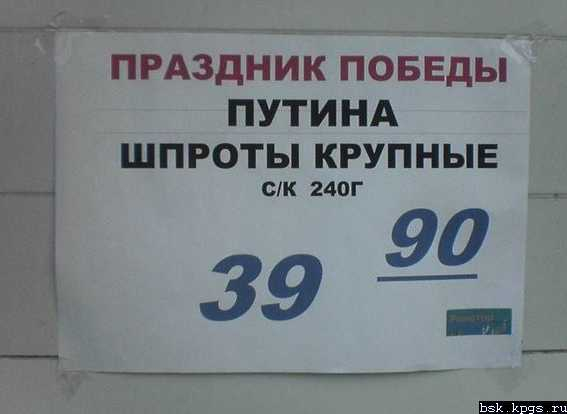 ПРАЗДНИК ПОБЕДЫ
ПУТИНА
ШПРОТЫ КРУПНЫЕ
С/К 240Г
39 90
bsk.kpgs.ru